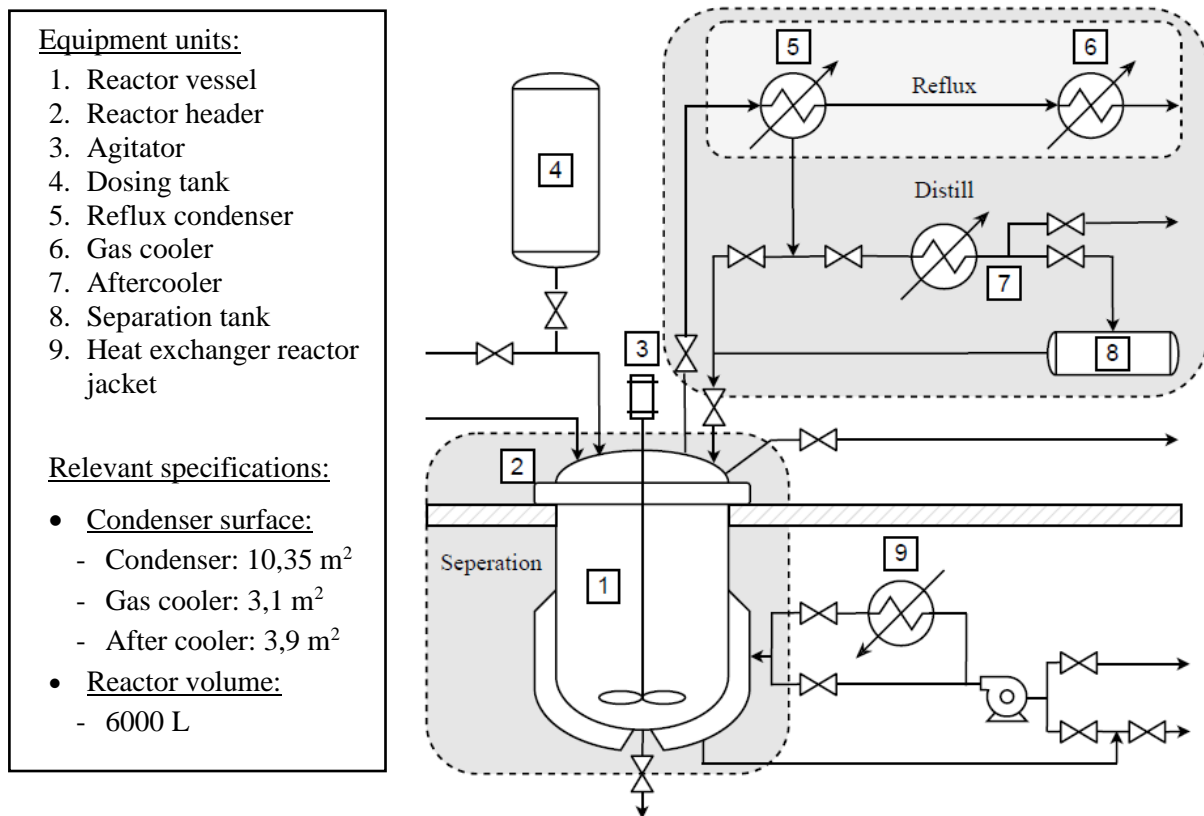 Equipment units:
1. Reactor vessel
2. Reactor header
3. Agitator
4. Dosing tank
5. Reflux condenser
6. Gas cooler
7. Aftercooler
8. Separation tank
9. Heat exchanger reactor
jacket
Relevant specifications:
• Condenser surface:
- Condenser: 10,35 m²
- Gas cooler: 3,1 m²
- After cooler: 3,9 m²
• Reactor volume:
- 6000 L
5
6
Reflux
4
Distill
7
3
8
2
Seperation
9
1